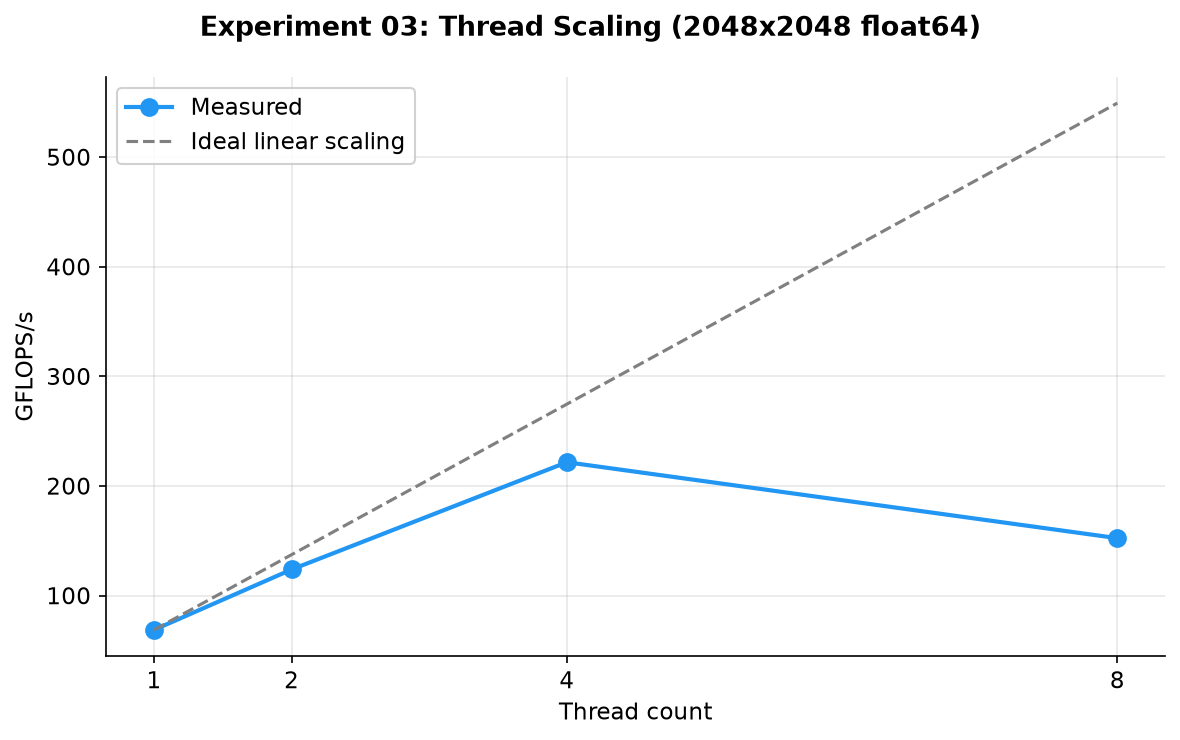 Experiment 03: Thread Scaling (2048x2048 float64)
Measured
Ideal linear scaling
GFLOPS/s
500
400
300
200
100
1 2 4 8
Thread count